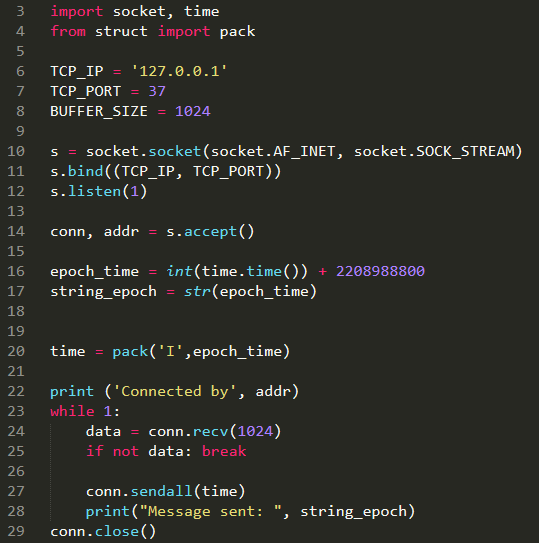 3 import socket, time
4 from struct import pack
5
6 TCP_IP = '127.0.0.1'
7 TCP_PORT = 37
8 BUFFER_SIZE = 1024
9
10 s = socket.socket(socket.AF_INET, socket.SOCK_STREAM)
11 s.bind((TCP_IP, TCP_PORT))
12 s.listen(1)
13
14 conn, addr = s.accept()
15
16 epoch_time = int(time.time()) + 2208988800
17 string_epoch = str(epoch_time)
18
19
20 time = pack('I',epoch_time)
21
22 print ('Connected by', addr)
23 while 1:
24     data = conn.recv(1024)
25     if not data: break
26
27     conn.sendall(time)
28     print("Message sent: ", string_epoch)
29 conn.close()